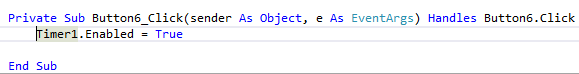 Private Sub Button6_Click(sender As Object, e As EventArgs) Handles Button6.Click
Timer1.Enabled = True
End Sub